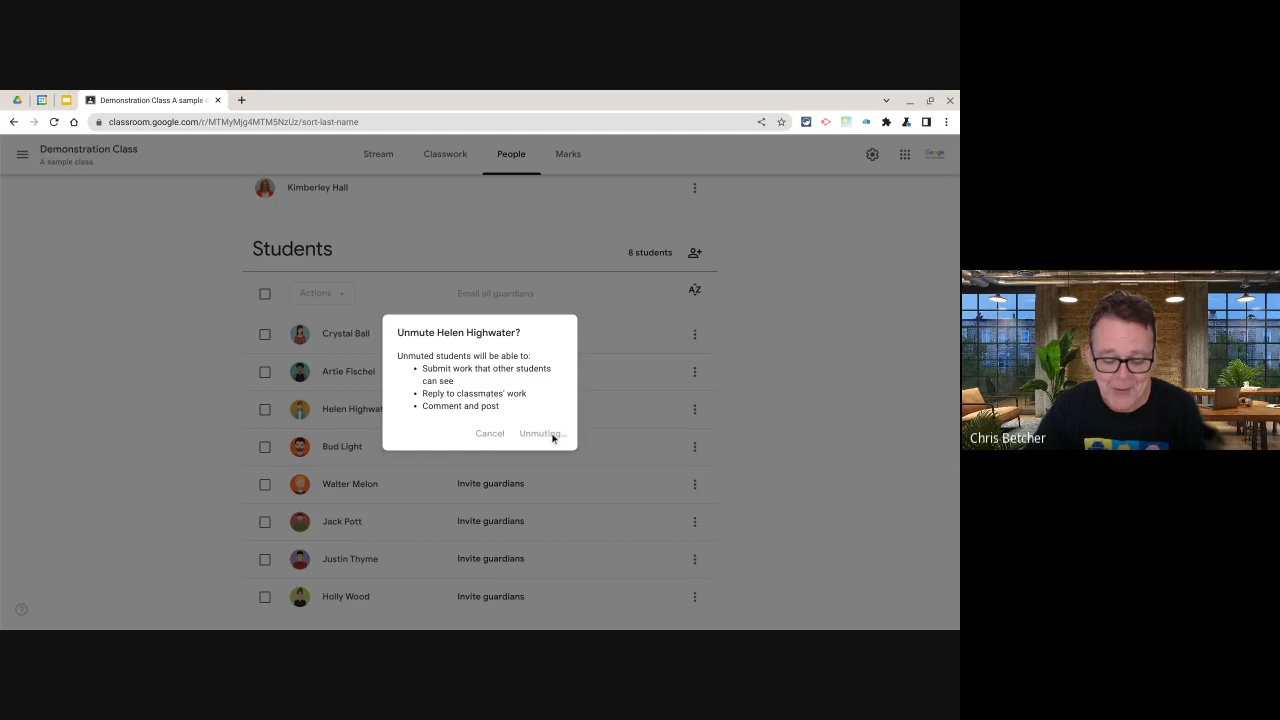 Demonstration Class A sample
classroom.google.com/r/MTMyMjg4MTM5NzUz/sort-last-name
Demonstration Class
A sample class
Stream
Classwork
People
Marks
Google
Kimberley Hall
Students
8 students
Actions
Email all guardians
AZ
Crystal Ball
Artie Fischel
Helen Highwat
Bud Light
Unmute Helen Highwater?
Unmuted students will be able to:
• Submit work that other students
can see
• Reply to classmates' work
• Comment and post
Cancel
Unmuting...
Walter Melon
Invite guardians
Jack Pott
Invite guardians
Justin Thyme
Invite guardians
Holly Wood
Invite guardians
Chris Betcher